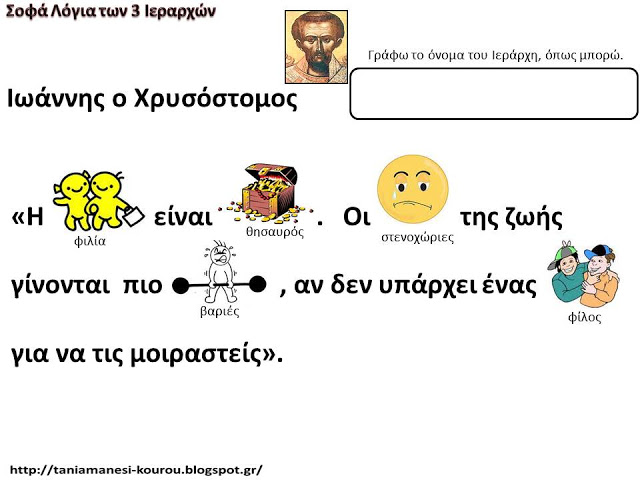 Σοφά Λόγια των 3 Ιεραρχών
Γράφω το όνομα του Ιεράρχη, όπως μπορώ.
Ιωάννης ο Χρυσόστομος
«Η φιλία είναι θησαυρός . Οι στενοχώριες της ζωής
γίνονται πιο βαριές , αν δεν υπάρχει ένας φίλος
για να τις μοιραστείς».
http://taniamanesi-kourou.blogspot.gr/